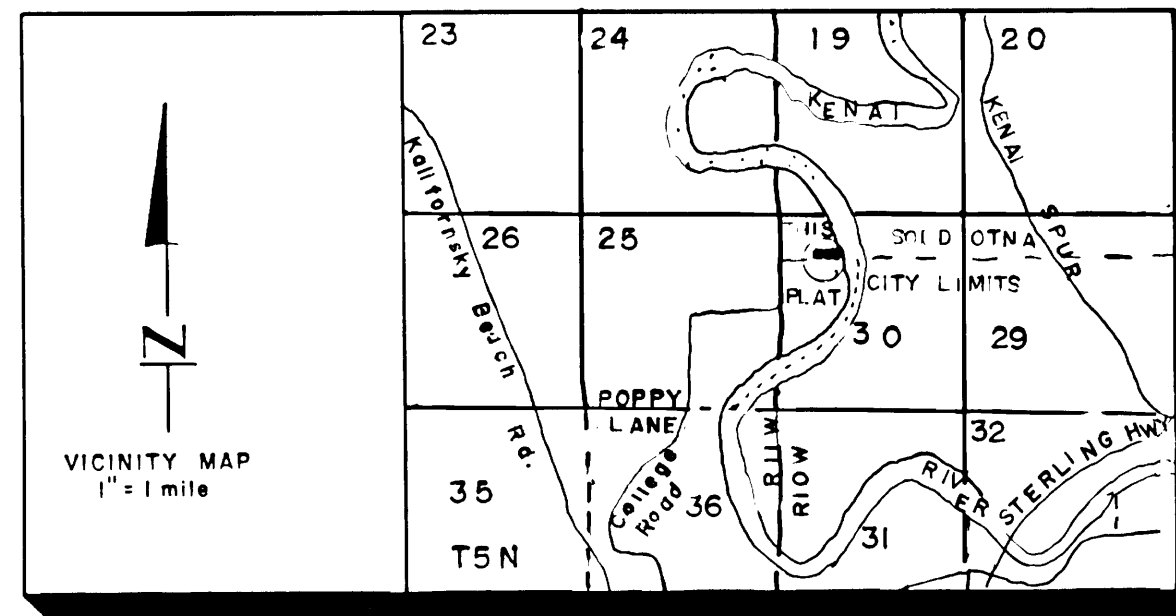 23
24
19
20
KENAI
KENAI SPUR
Kalifornsky Beach Rd.
26
25
SOLDOTNA
PLAT
CITY LIMITS
30
29
POPPY
LANE
R11W
R10W
32
STERLING HWY
RIVER
College
Road
35
36
31
T5N
N
VICINITY MAP
1" = 1 mile